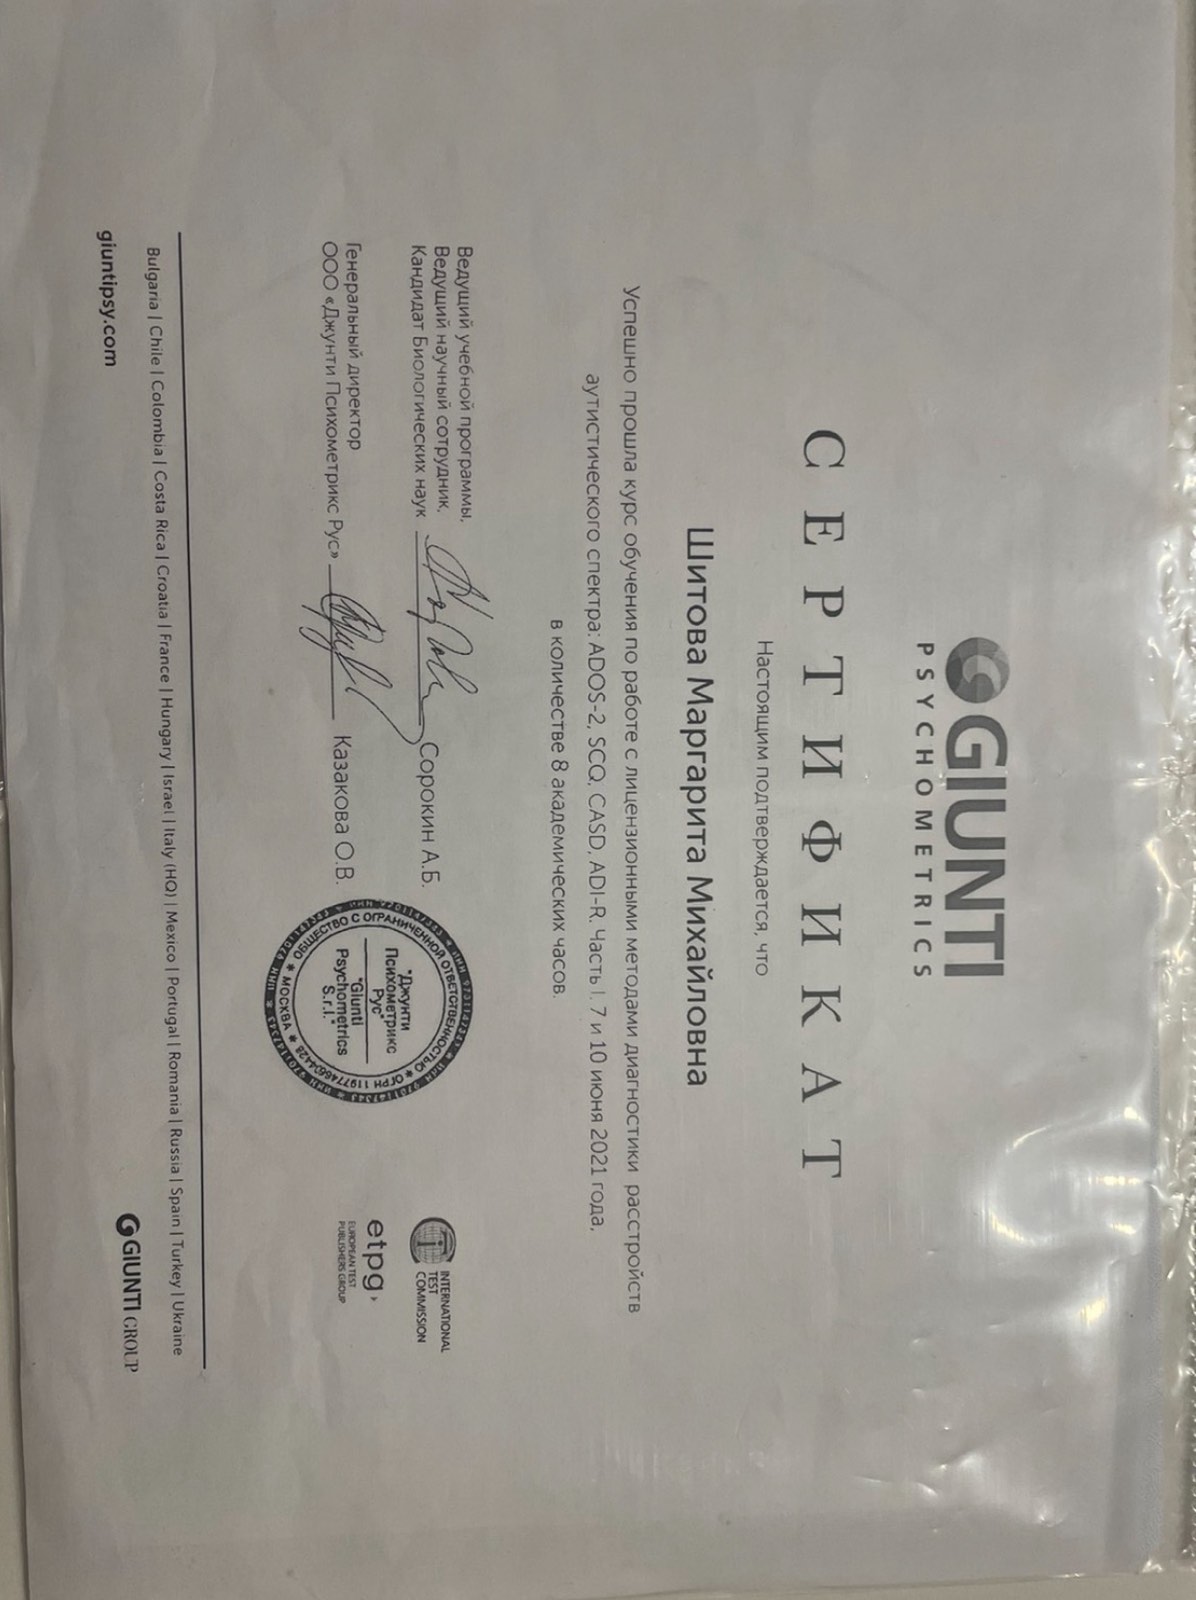 GIUNTI
PSYCHOMETRICS
СЕРТИФИКАТ
Настоящим подтверждается, что
Шитова Маргарита Михайловна
Успешно прошла курс обучения по работе с лицензионными методами диагностики расстройств
аутистического спектра: ADOS-2, SCQ, CASD, ADI-R. Часть I. 7 и 10 июня 2021 года,
в количестве 8 академических часов.
Ведущий учебной программы,
Ведущий научный сотрудник,
Кандидат Биологических наук Сорокин А.Б.
Генеральный директор
ООО «Джунти Психометрикс Рус» Казакова О.В.
ОБЩЕСТВО С ОГРАНИЧЕННОЙ ОТВЕТСТВЕННОСТЬЮ
"Джунти
Психометрикс
Рус"
"Giunti
Psychometrics
S.r.l."
МОСКВА
INTERNATIONAL
TEST
COMMISSION
etpg
EUROPEAN TEST
PUBLISHERS GROUP
Bulgaria | Chile | Colombia | Costa Rica | Croatia | France | Hungary | Israel | Italy (HQ) | Mexico | Portugal | Romania | Russia | Spain | Turkey | Ukraine
giuntipsy.com
GIUNTI GROUP